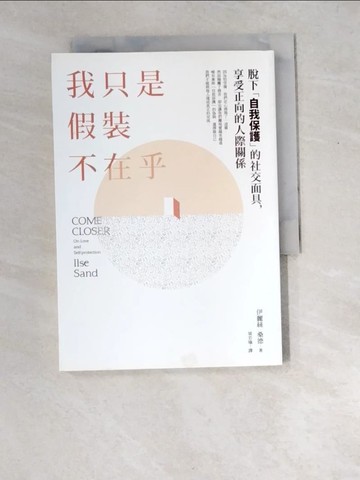 我只是
假裝
不在乎
脫下「自我保護」的社交面具，
享受正向的人際關係
COME
CLOSER
On Love
and
Self-protection
Ilse
Sand
伊麗絲．桑德 著